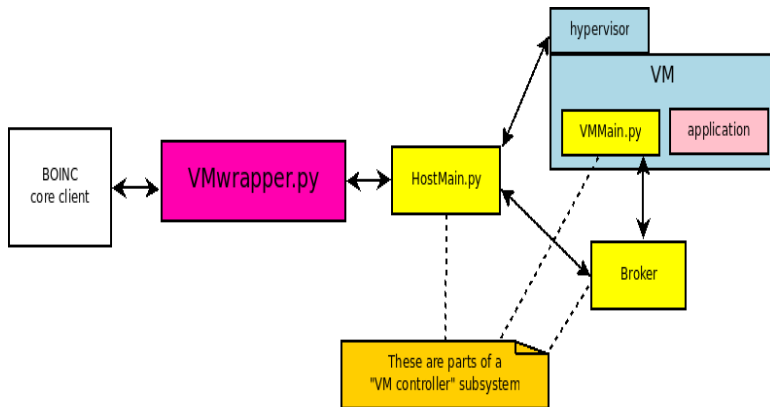 hypervisor
VM
VMMain.py
application
BOINC
core client
VMwrapper.py
HostMain.py
Broker
These are parts of a
"VM controller" subsystem